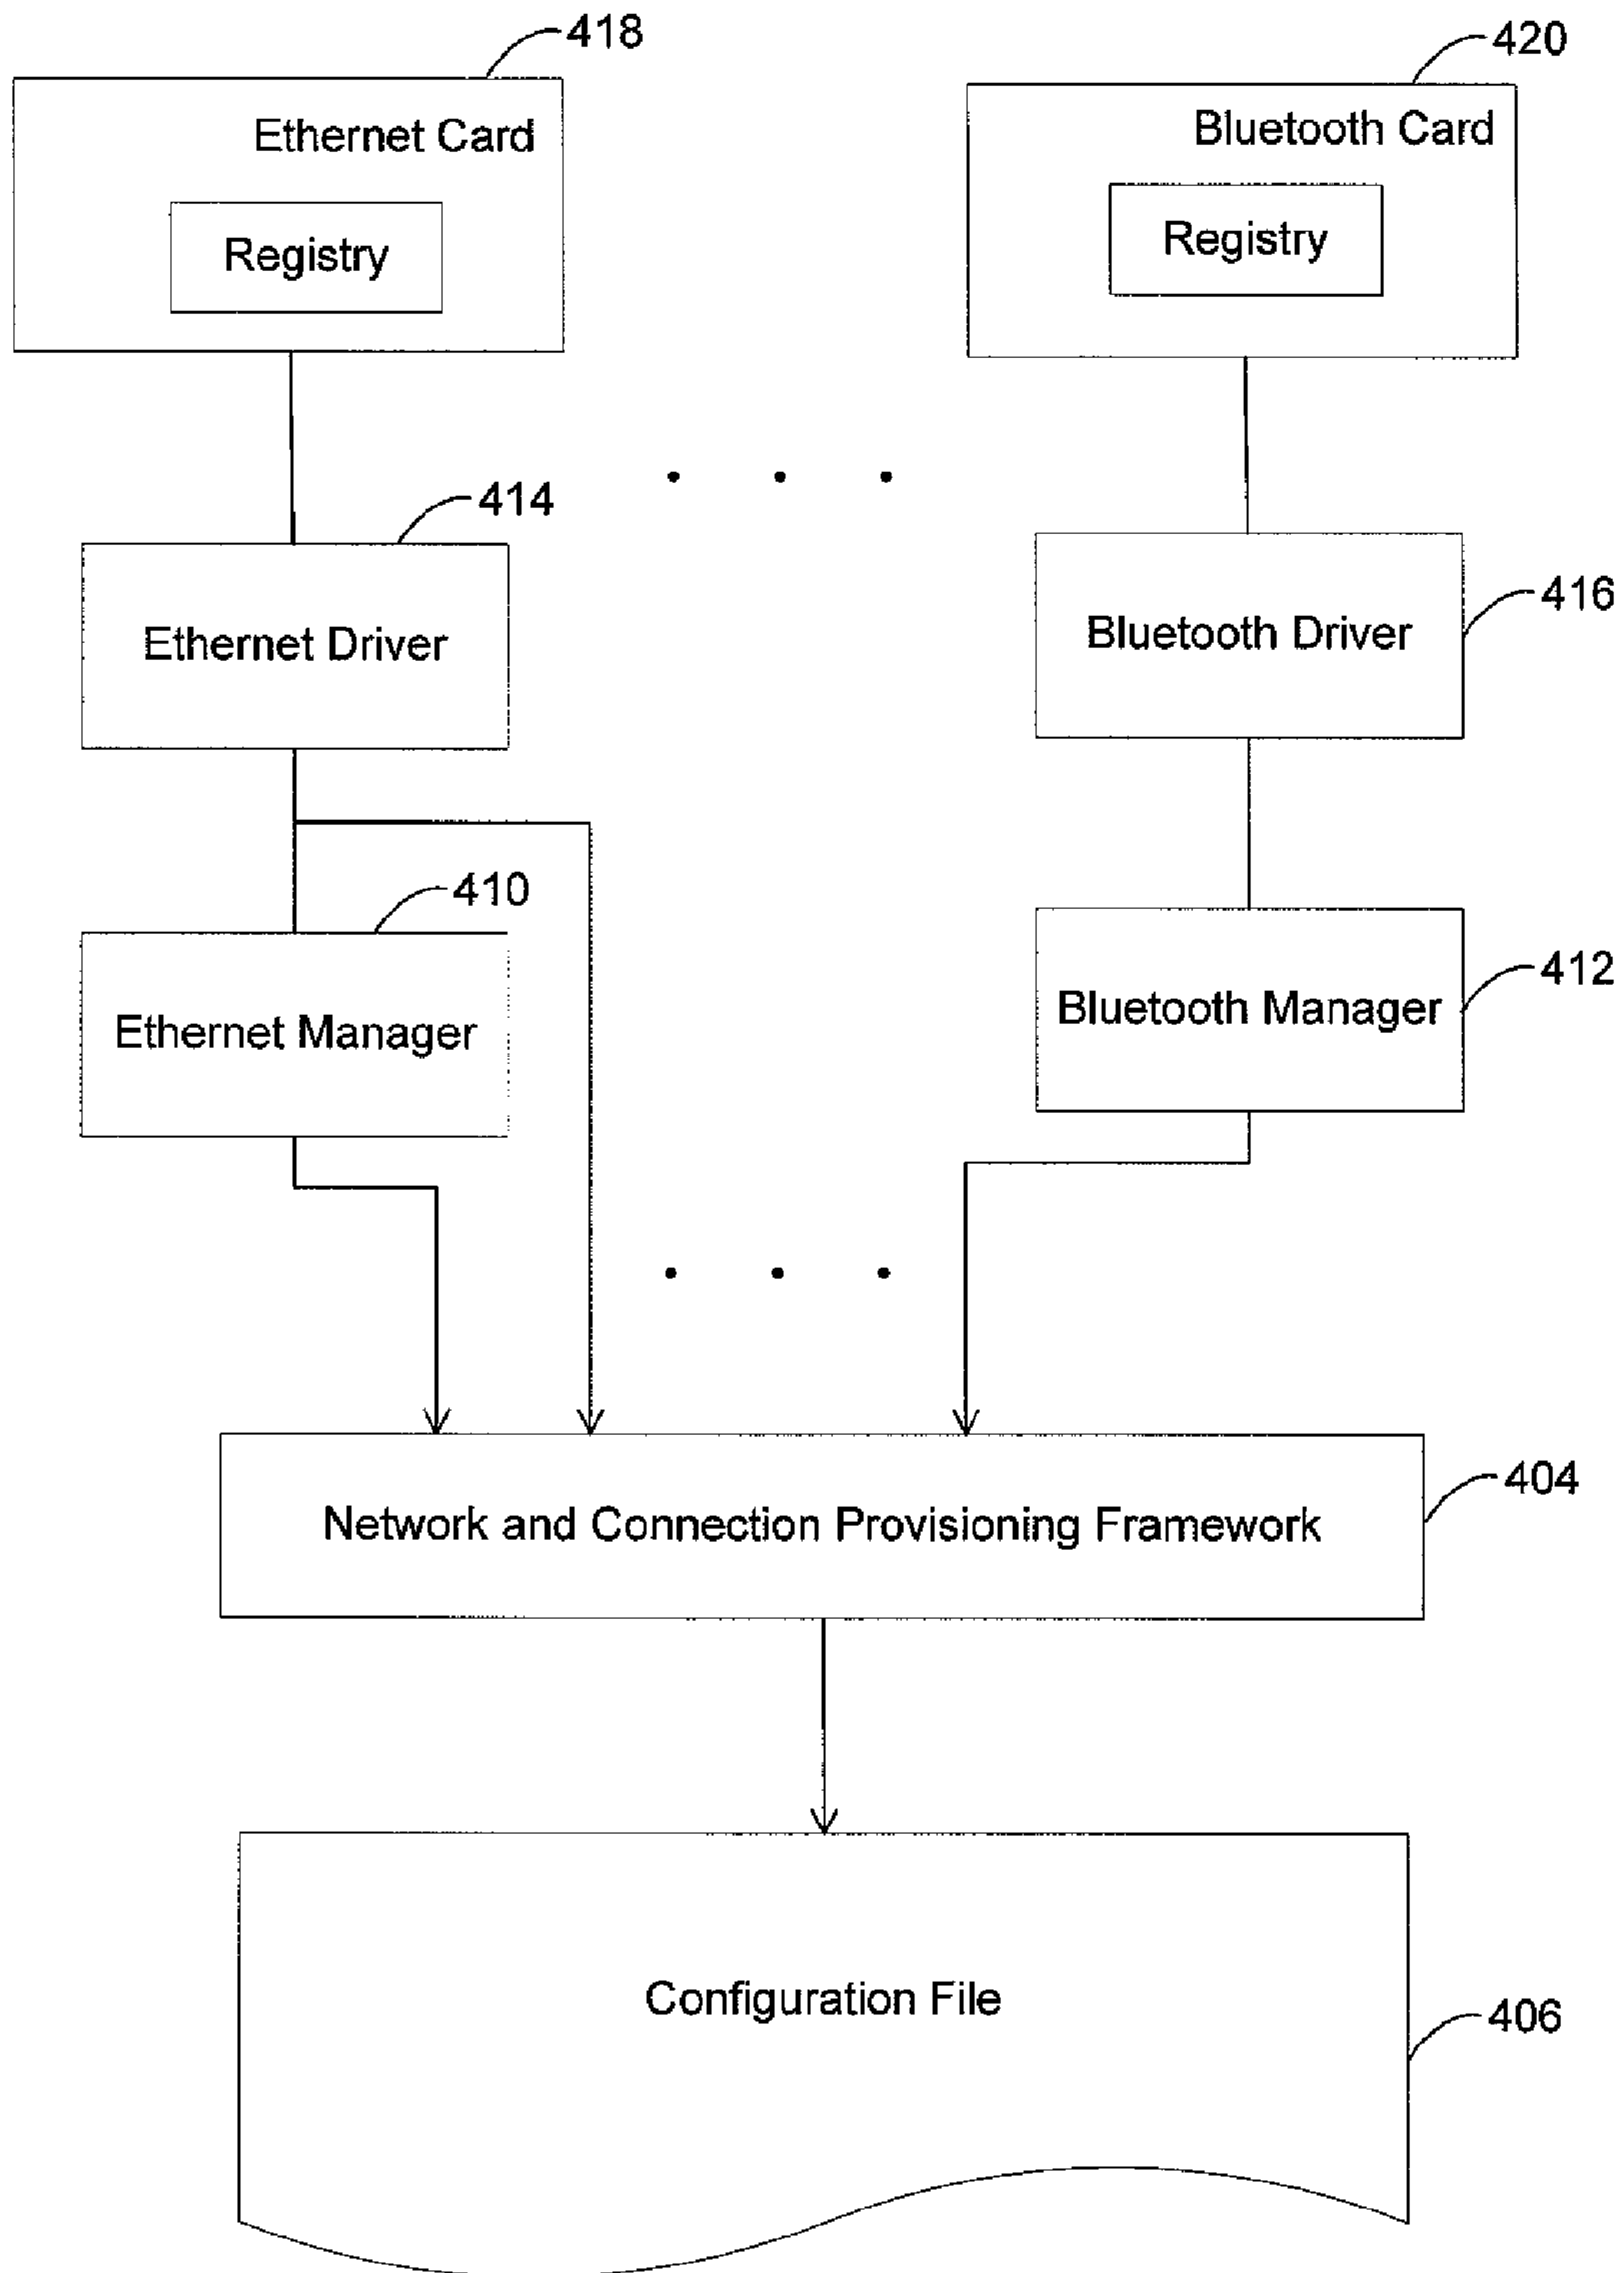 418
420
Ethernet Card
Bluetooth Card
Registry
Registry
414
416
Ethernet Driver
Bluetooth Driver
410
412
Ethernet Manager
Bluetooth Manager
404
Network and Connection Provisioning Framework
Configuration File
406